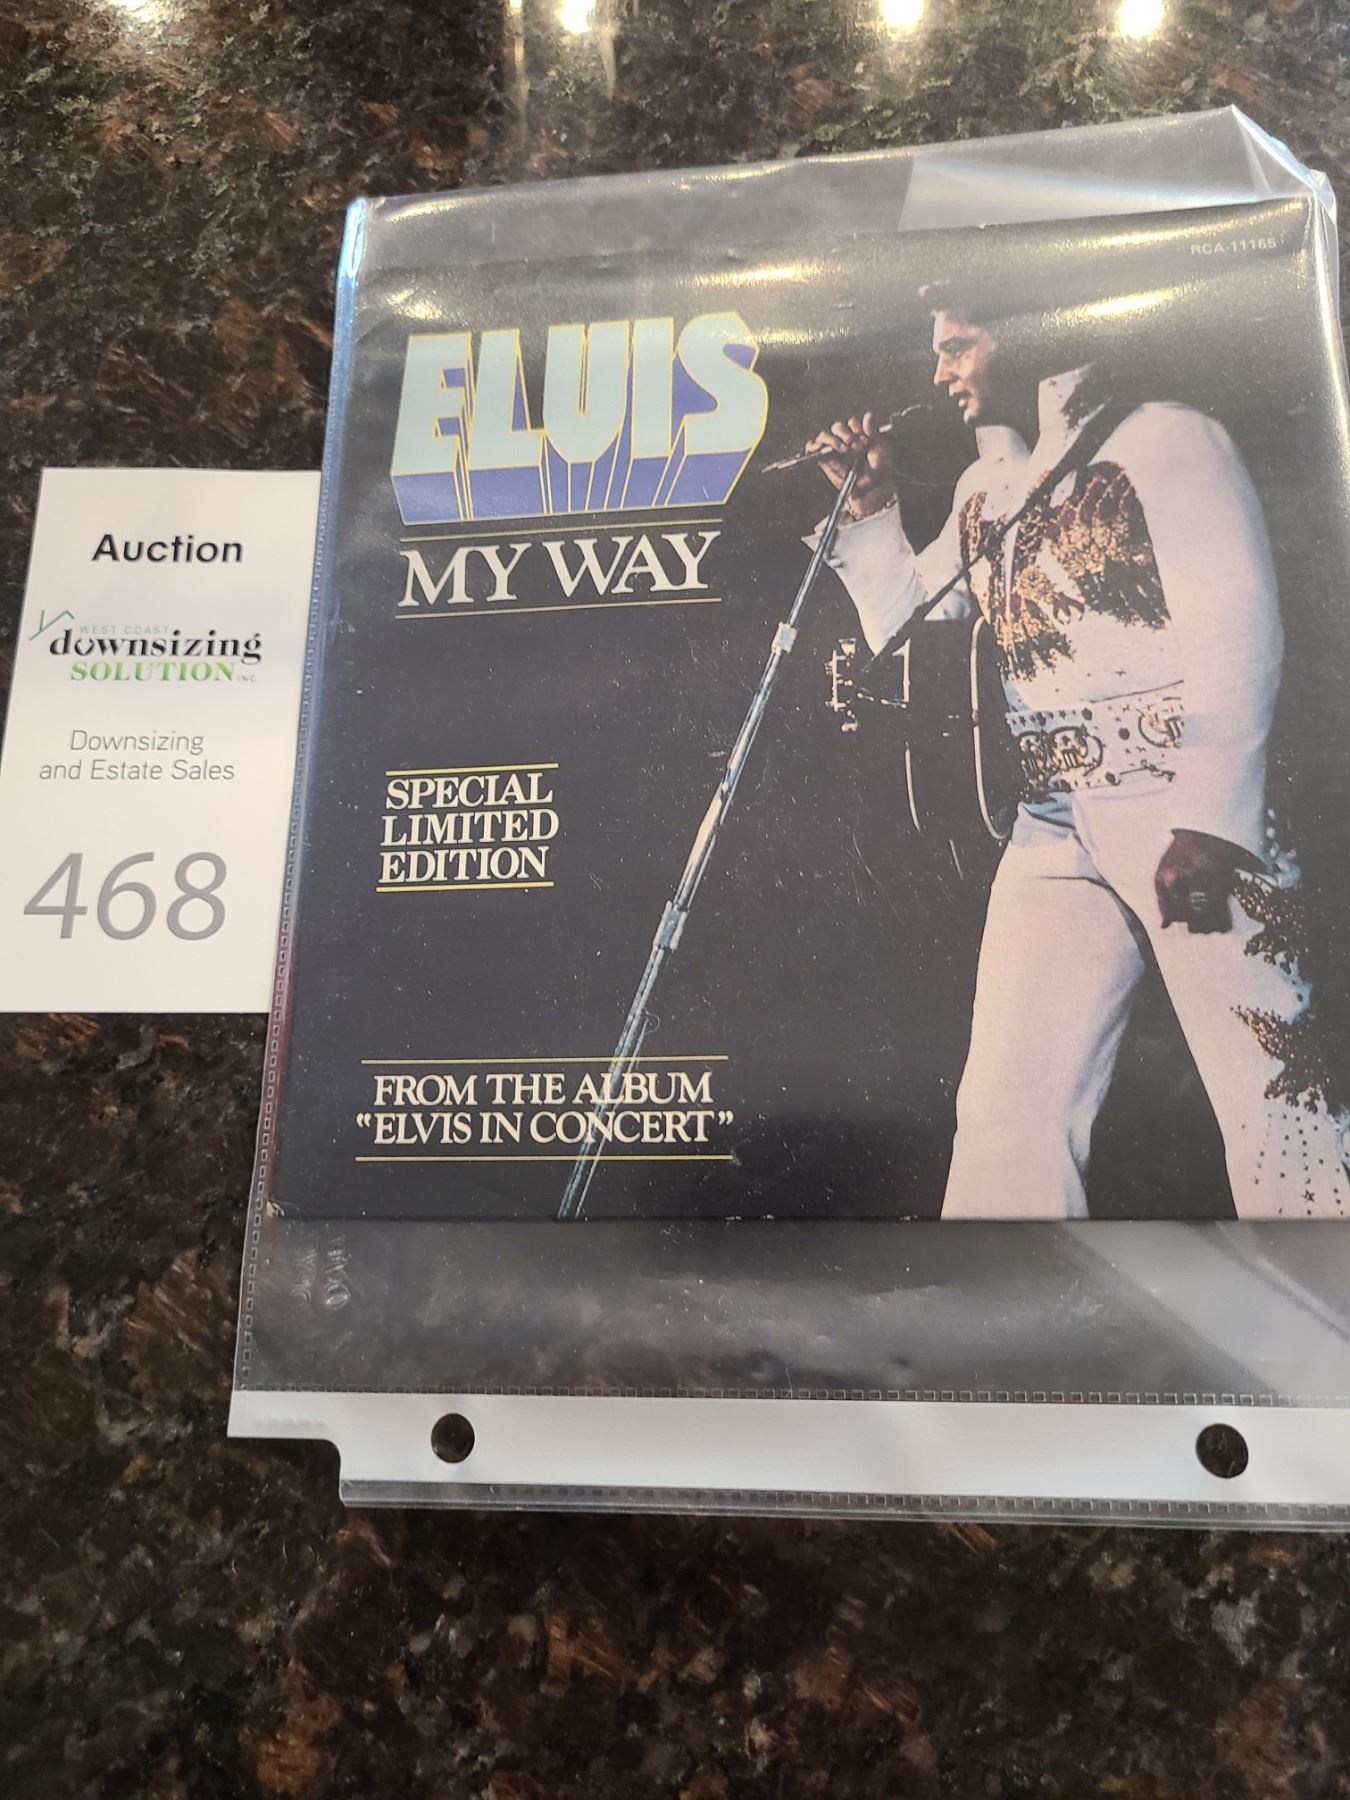 Auction
WEST COAST
downsizing
SOLUTION INC.
Downsizing
and Estate Sales
468
RCA-11165
ELVIS
MY WAY
SPECIAL
LIMITED
EDITION
FROM THE ALBUM
“ELVIS IN CONCERT”